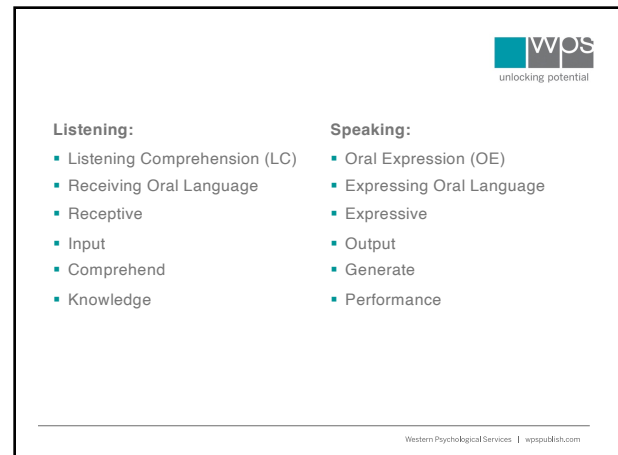 wps
unlocking potential
Listening:
▪ Listening Comprehension (LC)
▪ Receiving Oral Language
▪ Receptive
▪ Input
▪ Comprehend
▪ Knowledge
Speaking:
▪ Oral Expression (OE)
▪ Expressing Oral Language
▪ Expressive
▪ Output
▪ Generate
▪ Performance
Western Psychological Services | wpspublish.com